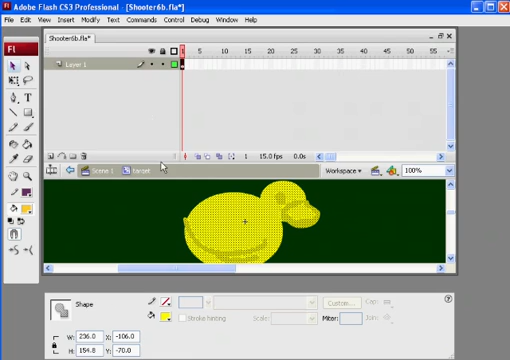 Adobe Flash CS3 Professional - [Shooter6b.fla*]
File Edit View Insert Modify Text Commands Control Debug Window Help
Shooter6b.fla*
Fl
5 10 15 20 25 30 35 40 45 50 55
Layer 1
1 15.0 fps 0.0s
Scene 1 target Workspace 100%
Shape
Custom... Cap:
Stroke hinting Scale: Miter: Join:
W: 236.0 X: -106.0
H: 154.8 Y: -70.0